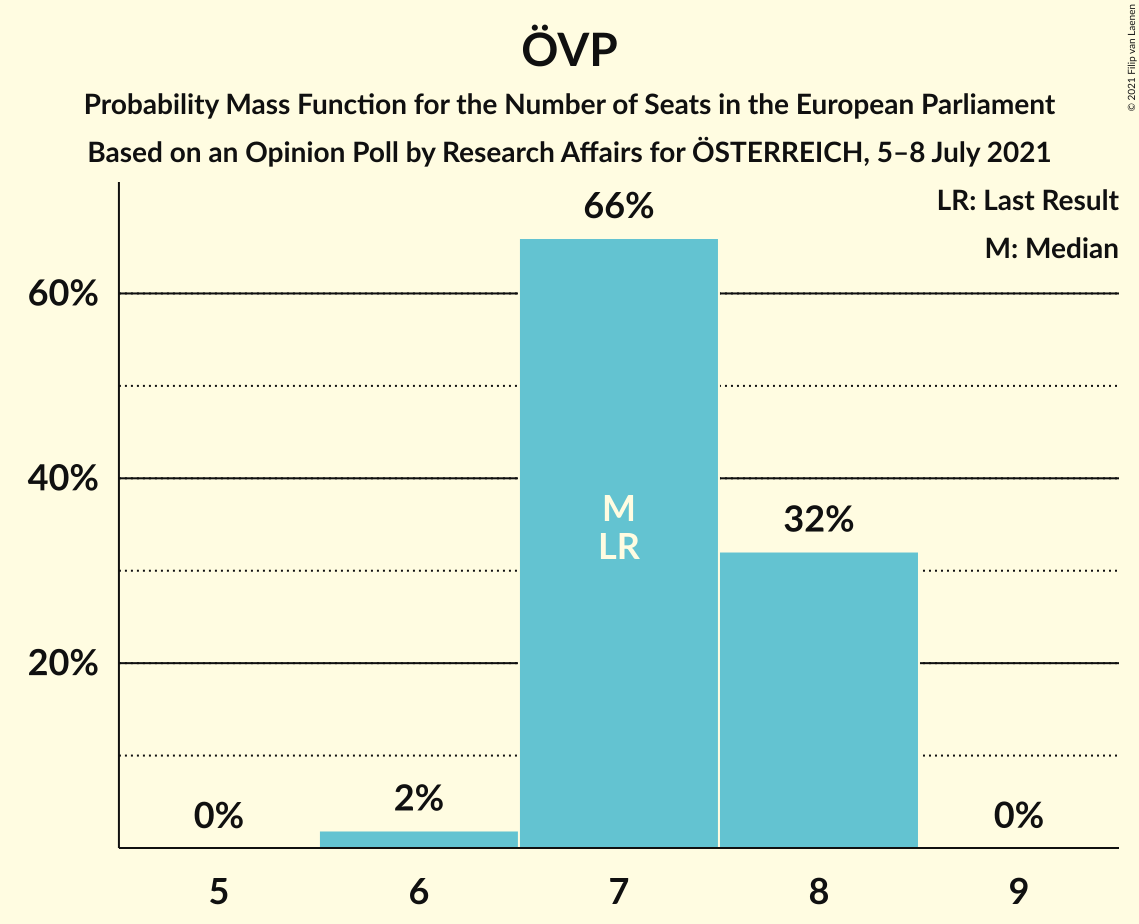 ÖVP
Probability Mass Function for the Number of Seats in the European Parliament
Based on an Opinion Poll by Research Affairs for ÖSTERREICH, 5–8 July 2021
© 2021 Filip van Laenen
LR: Last Result
M: Median
66%
60%
40%
M
LR
32%
20%
0%
2%
0%
5
6
7
8
9